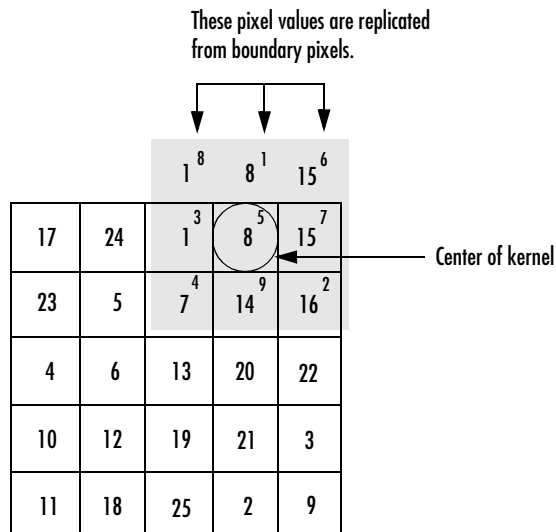 These pixel values are replicated
from boundary pixels.
1 8 8 1 15 6
17 24 1 3 8 5 15 7
Center of kernel
23 5 7 4 14 9 16 2
4 6 13 20 22
10 12 19 21 3
11 18 25 2 9